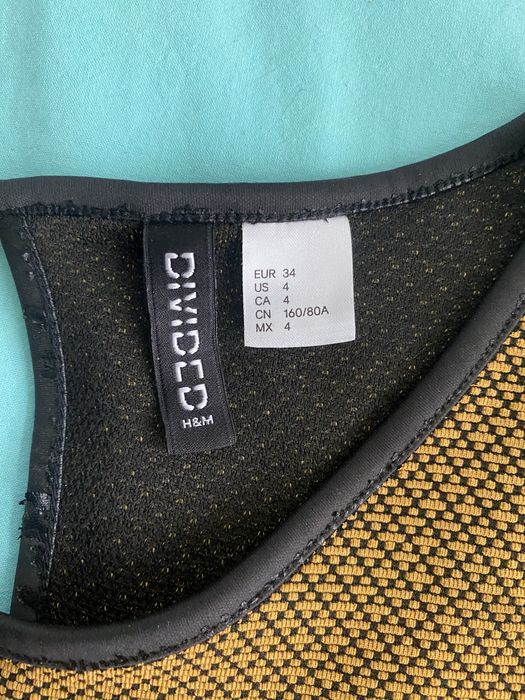 DIVIDED
H&M
EUR 34
US 4
CA 4
CN 160/80A
MX 4